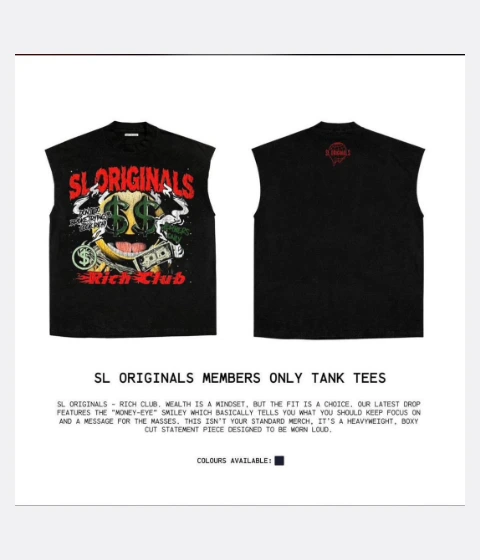 SL ORIGINALS
Rich Club
SL ORIGINALS MEMBERS ONLY TANK TEES
SL ORIGINALS – RICH CLUB. WEALTH IS A MINDSET, BUT THE FIT IS A CHOICE. OUR LATEST DROP
FEATURES THE "MONEY-EYE" SMILEY WHICH BASICALLY TELLS YOU WHAT YOU SHOULD KEEP FOCUS ON
AND A MESSAGE FOR THE MASSES. THIS ISN'T YOUR STANDARD MERCH, IT'S A HEAVYWEIGHT, BOXY
CUT STATEMENT PIECE DESIGNED TO BE WORN LOUD.
COLOURS AVAILABLE: